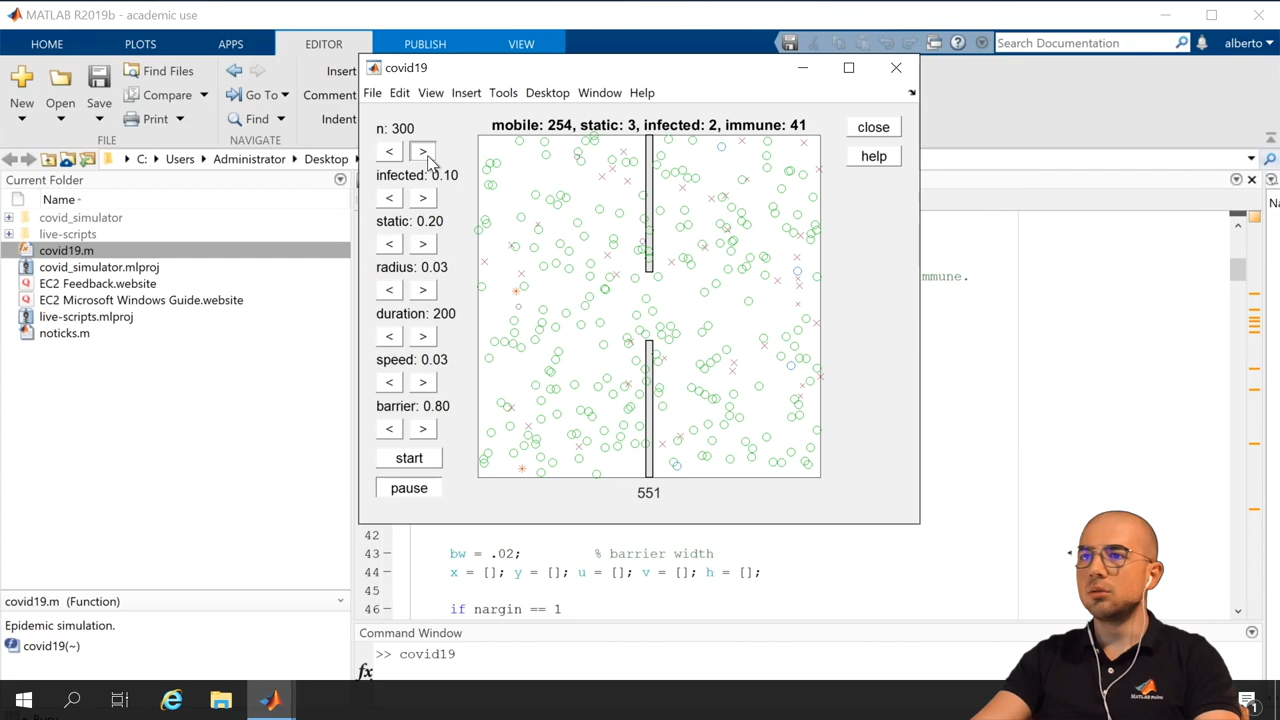 MATLAB R2019b - academic use
HOME PLOTS APPS EDITOR PUBLISH VIEW Search Documentation alberto
New Open Save Find Files Compare Print Go To Find Insert Comment Indent
FILE NAVIGATE
C: Users Administrator Desktop
Current Folder
Name
covid_simulator
live-scripts
covid19.m
covid_simulator.mlproj
EC2 Feedback.website
EC2 Microsoft Windows Guide.website
live-scripts.mlproj
noticks.m
covid19.m (Function)
Epidemic simulation.
covid19(~)
covid19
File Edit View Insert Tools Desktop Window Help
n: 300
< >
infected: 0.10
< >
static: 0.20
< >
radius: 0.03
< >
duration: 200
< >
speed: 0.03
< >
barrier: 0.80
< >
start
pause
mobile: 254, static: 3, infected: 2, immune: 41
551
close
help
immune.
42
43 bw = .02; % barrier width
44 x = []; y = []; u = []; v = []; h = [];
45
46 if nargin == 1
Command Window
>> covid19
fx
MATLAB
1